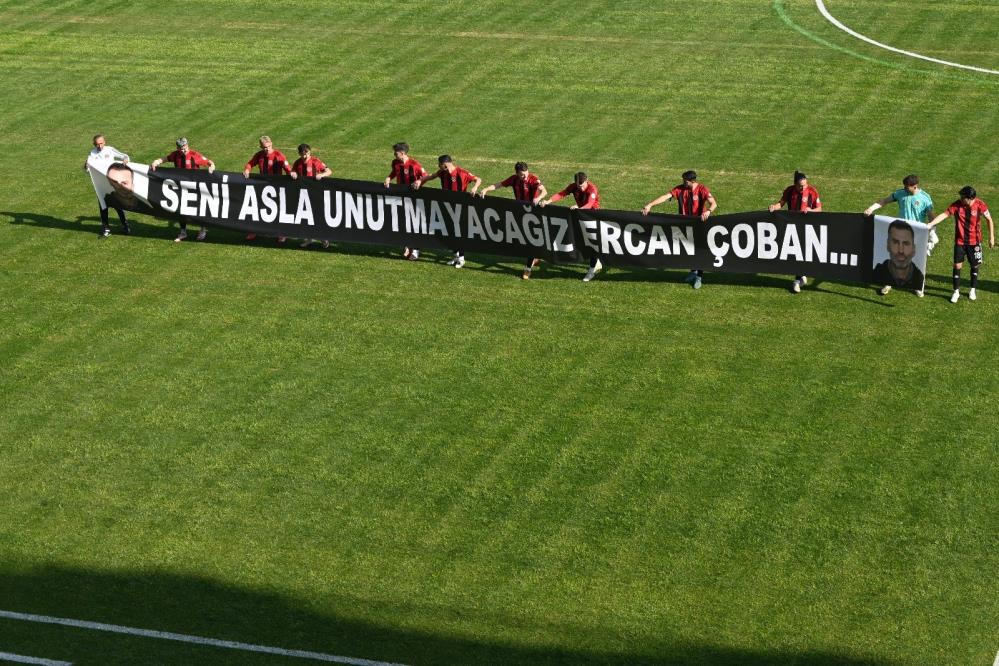 SENİ ASLA UNUTMAYACAĞIZ ERCAN ÇOBAN...